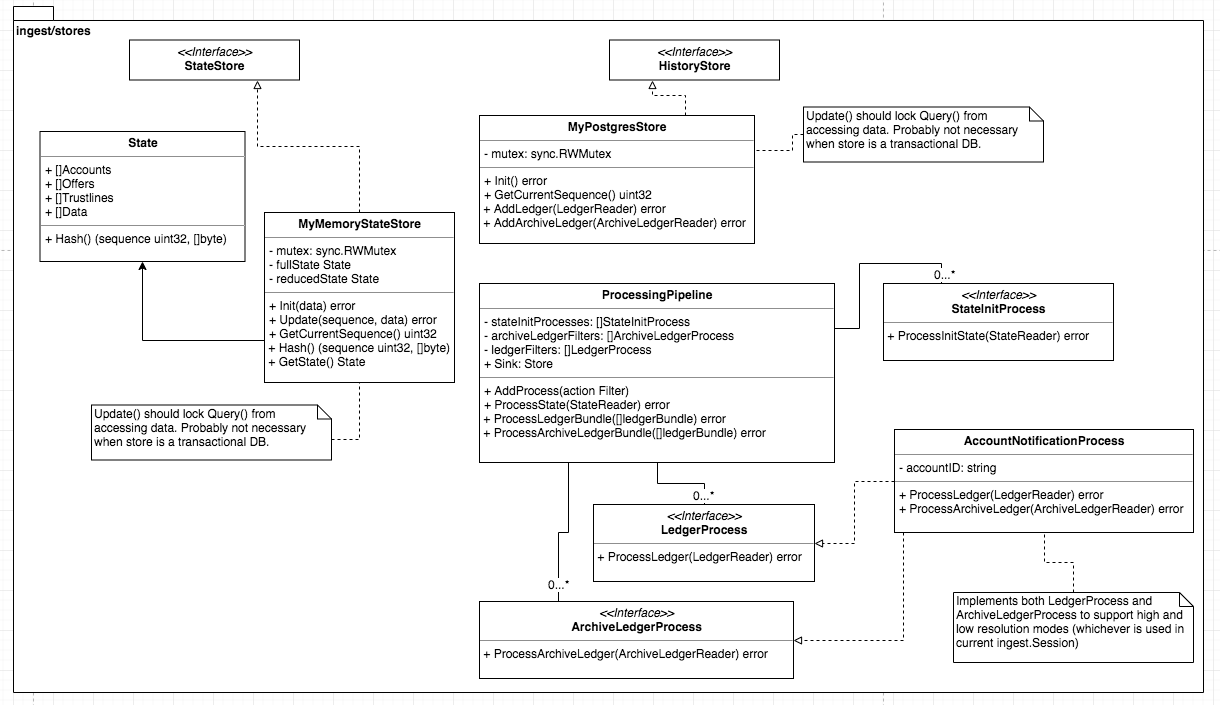 ingest/stores
<<Interface>>
StateStore
<<Interface>>
HistoryStore
State
+ []Accounts
+ []Offers
+ []Trustlines
+ []Data
+ Hash() (sequence uint32, []byte)
MyMemoryStateStore
- mutex: sync.RWMutex
- fullState State
- reducedState State
+ Init(data) error
+ Update(sequence, data) error
+ GetCurrentSequence() uint32
+ Hash() (sequence uint32, []byte)
+ GetState() State
Update() should lock Query() from
accessing data. Probably not necessary
when store is a transactional DB.
MyPostgresStore
- mutex: sync.RWMutex
+ Init() error
+ GetCurrentSequence() uint32
+ AddLedger(LedgerReader) error
+ AddArchiveLedger(ArchiveLedgerReader) error
Update() should lock Query() from
accessing data. Probably not necessary
when store is a transactional DB.
ProcessingPipeline
- stateInitProcesses: []StateInitProcess
- archiveLedgerFilters: []ArchiveLedgerProcess
- ledgerFilters: []LedgerProcess
+ Sink: Store
+ AddProcess(action Filter)
+ ProcessState(StateReader) error
+ ProcessLedgerBundle([]ledgerBundle) error
+ ProcessArchiveLedgerBundle([]ledgerBundle) error
0...*
<<Interface>>
StateInitProcess
+ ProcessInitState(StateReader) error
AccountNotificationProcess
- accountID: string
+ ProcessLedger(LedgerReader) error
+ ProcessArchiveLedger(ArchiveLedgerReader) error
0...*
<<Interface>>
LedgerProcess
+ ProcessLedger(LedgerReader) error
0...*
<<Interface>>
ArchiveLedgerProcess
+ ProcessArchiveLedger(ArchiveLedgerReader) error
Implements both LedgerProcess and
ArchiveLedgerProcess to support high and
low resolution modes (whichever is used in
current ingest.Session)